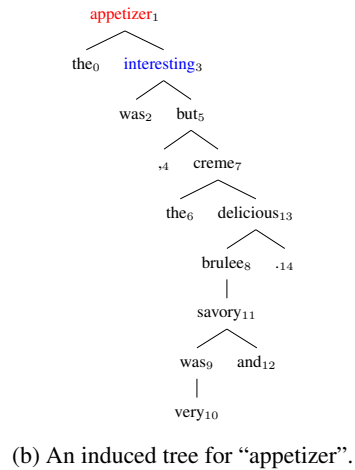 appetizer₁
the₀ interesting₃
was₂ but₅
,₄ creme₇
the₆ delicious₁₃
brulee₈ .₁₄
savory₁₁
was₉ and₁₂
very₁₀
(b) An induced tree for “appetizer”.